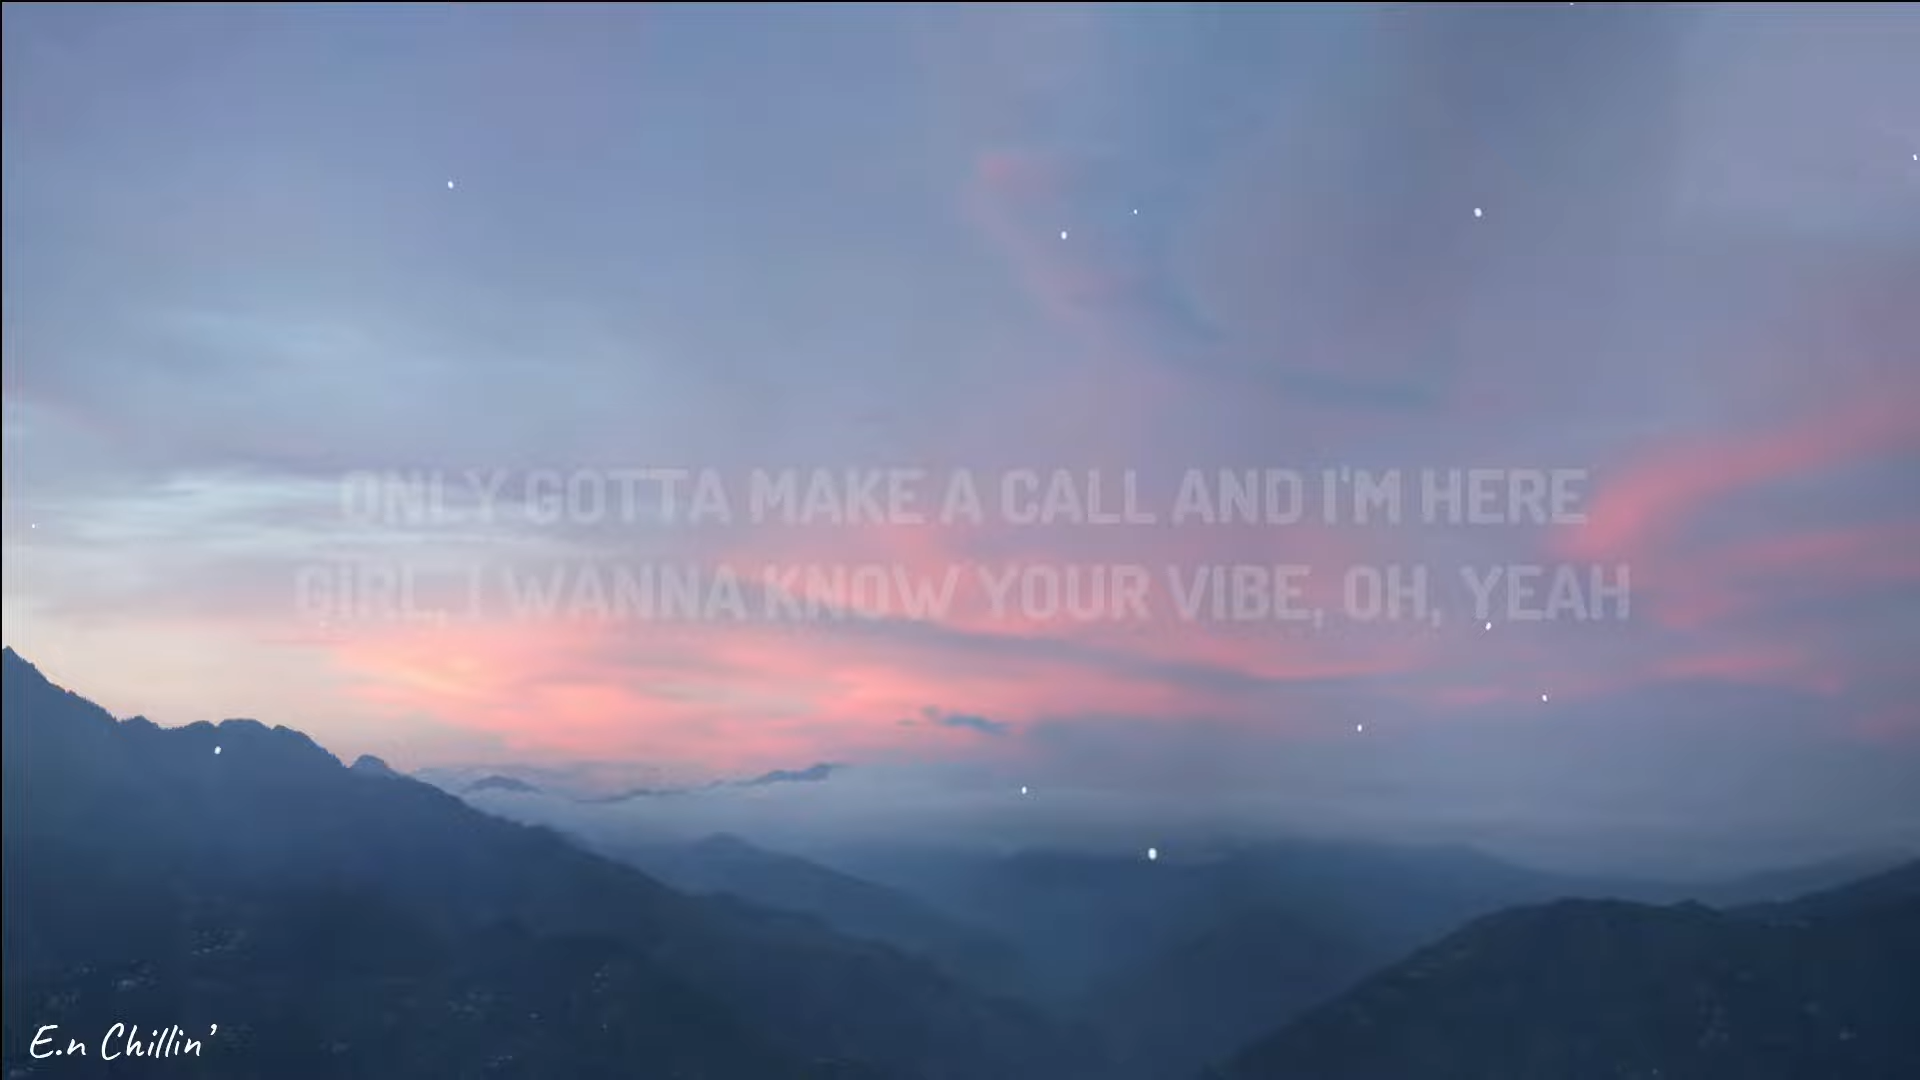 ONLY GOTTA MAKE A CALL AND I'M HERE
GIRL, I WANNA KNOW YOUR VIBE, OH, YEAH
E.n Chillin'